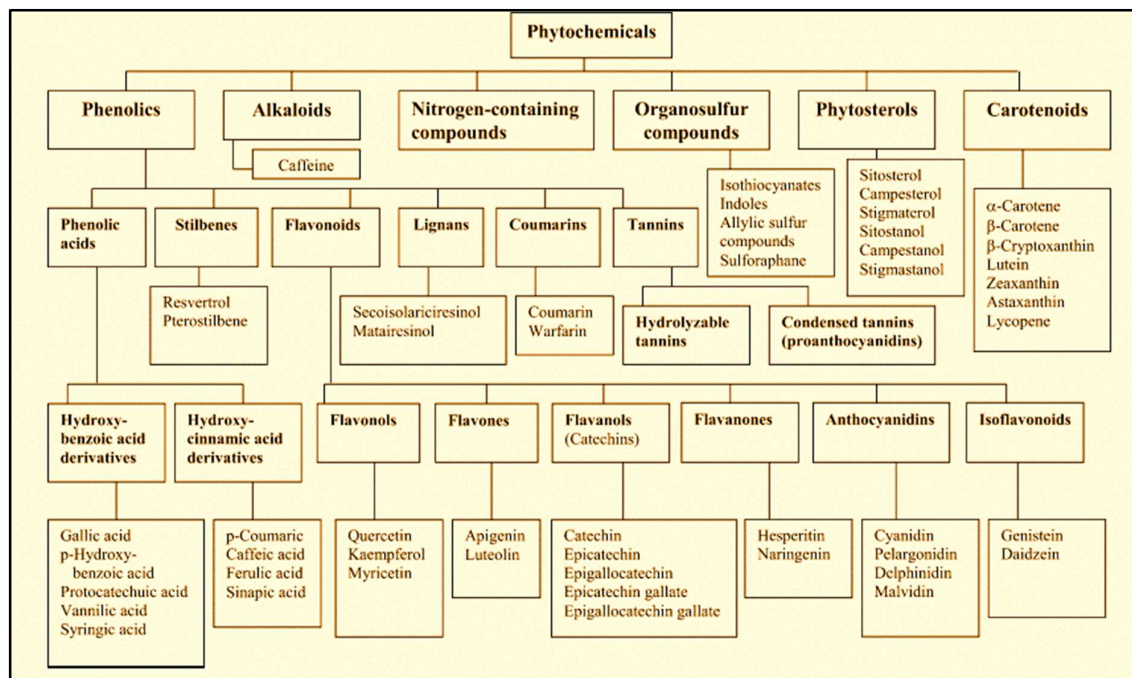 Phytochemicals
Phenolics
Alkaloids
Nitrogen-containing
compounds
Organosulfur
compounds
Phytosterols
Carotenoids
Caffeine
Isothiocyanates
Indoles
Allylic sulfur
compounds
Sulforaphane
Sitosterol
Campesterol
Stigmaterol
Sitostanol
Campestanol
Stigmastanol
α-Carotene
β-Carotene
β-Cryptoxanthin
Lutein
Zeaxanthin
Astaxanthin
Lycopene
Phenolic
acids
Stilbenes
Flavonoids
Lignans
Coumarins
Tannins
Resvertrol
Pterostilbene
Secoisolariciresinol
Matairesinol
Coumarin
Warfarin
Hydrolyzable
tannins
Condensed tannins
(proanthocyanidins)
Hydroxy-
benzoic acid
derivatives
Hydroxy-
cinnamic acid
derivatives
Flavonols
Flavones
Flavanols
(Catechins)
Flavanones
Anthocyanidins
Isoflavonoids
Gallic acid
p-Hydroxy-
benzoic acid
Protocatechuic acid
Vannilic acid
Syringic acid
p-Coumaric
Caffeic acid
Ferulic acid
Sinapic acid
Quercetin
Kaempferol
Myricetin
Apigenin
Luteolin
Catechin
Epicatechin
Epigallocatechin
Epicatechin gallate
Epigallocatechin gallate
Hesperitin
Naringenin
Cyanidin
Pelargonidin
Delphinidin
Malvidin
Genistein
Daidzein